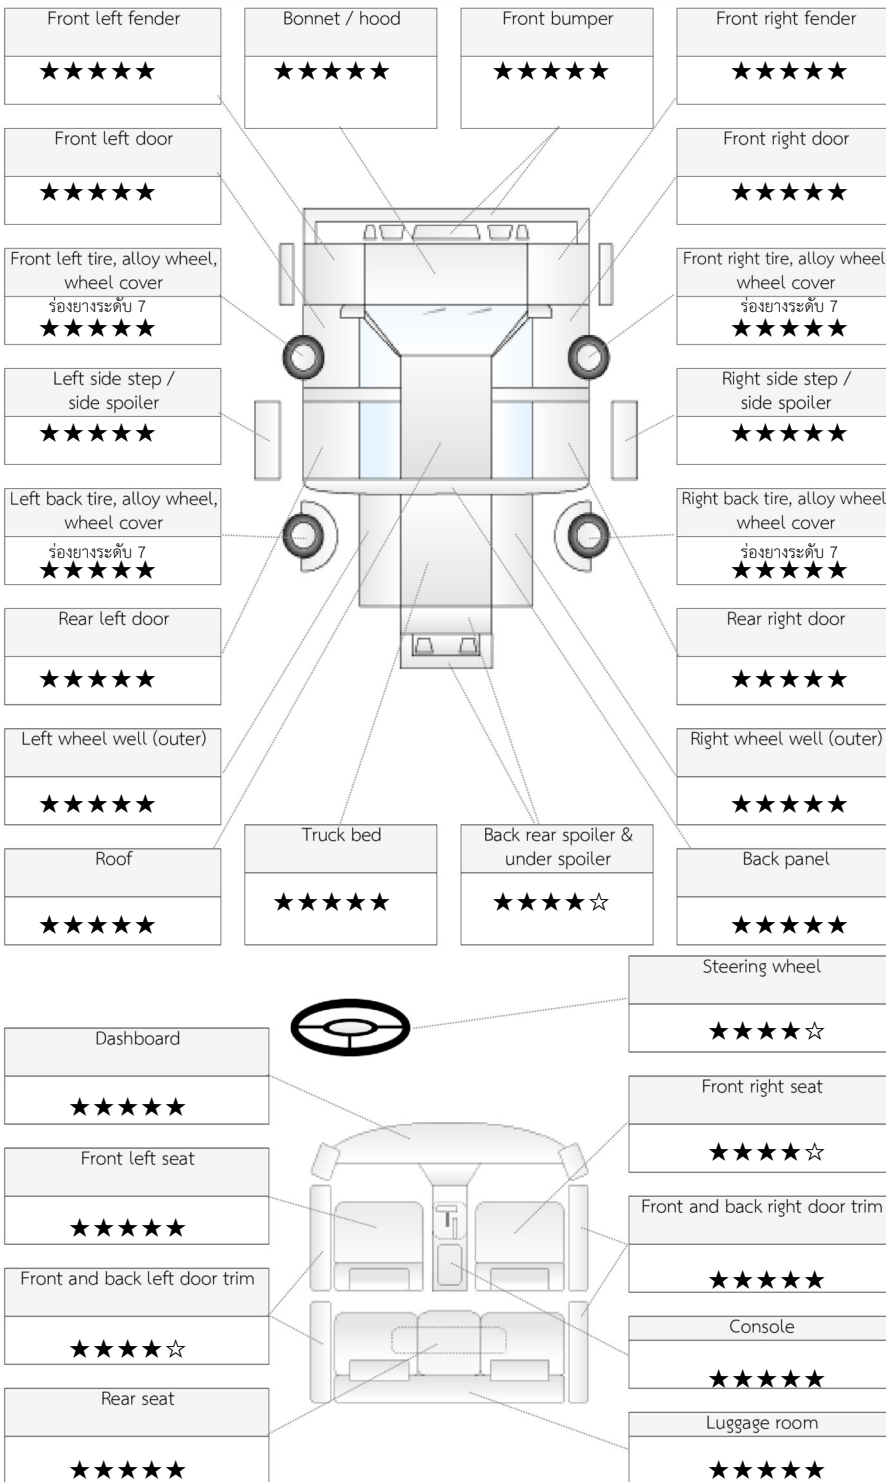 Front left fender
★★★★★
Bonnet / hood
★★★★★
Front bumper
★★★★★
Front right fender
★★★★★
Front left door
★★★★★
Front right door
★★★★★
Front left tire, alloy wheel,
wheel cover
ร่องยางระดับ 7
★★★★★
Front right tire, alloy wheel
wheel cover
ร่องยางระดับ 7
★★★★★
Left side step /
side spoiler
★★★★★
Right side step /
side spoiler
★★★★★
Left back tire, alloy wheel,
wheel cover
ร่องยางระดับ 7
★★★★★
Right back tire, alloy wheel
wheel cover
ร่องยางระดับ 7
★★★★★
Rear left door
★★★★★
Rear right door
★★★★★
Left wheel well (outer)
★★★★★
Right wheel well (outer)
★★★★★
Roof
★★★★★
Truck bed
★★★★★
Back rear spoiler &
under spoiler
★★★★☆
Back panel
★★★★★
Steering wheel
★★★★☆
Dashboard
★★★★★
Front right seat
★★★★☆
Front left seat
★★★★★
Front and back right door trim
★★★★★
Front and back left door trim
★★★★☆
Console
★★★★★
Rear seat
★★★★★
Luggage room
★★★★★